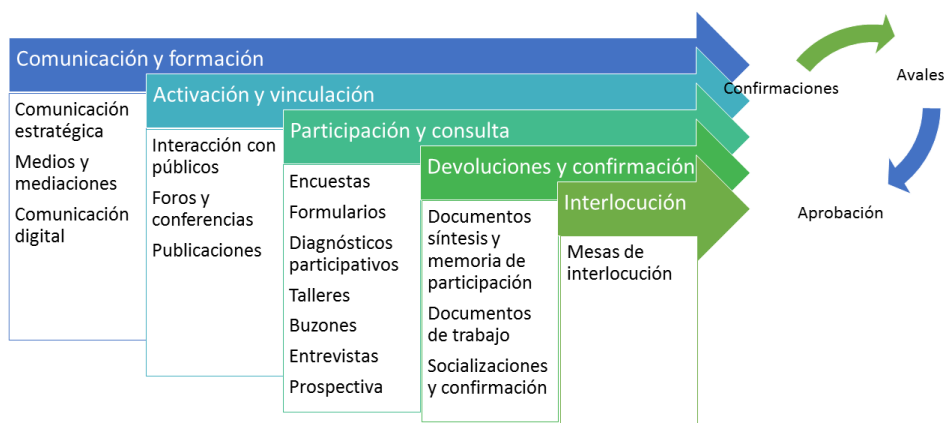 Comunicación y formación
Comunicación
estratégica
Medios y
mediaciones
Comunicación
digital
Activación y vinculación
Interacción con
públicos
Foros y
conferencias
Publicaciones
Participación y consulta
Encuestas
Formularios
Diagnósticos
participativos
Talleres
Buzones
Entrevistas
Prospectiva
Devoluciones y confirmación
Documentos
síntesis y
memoria de
participación
Documentos
de trabajo
Socializaciones
y confirmación
Interlocución
Mesas de
interlocución
Confirmaciones
Avales
Aprobación